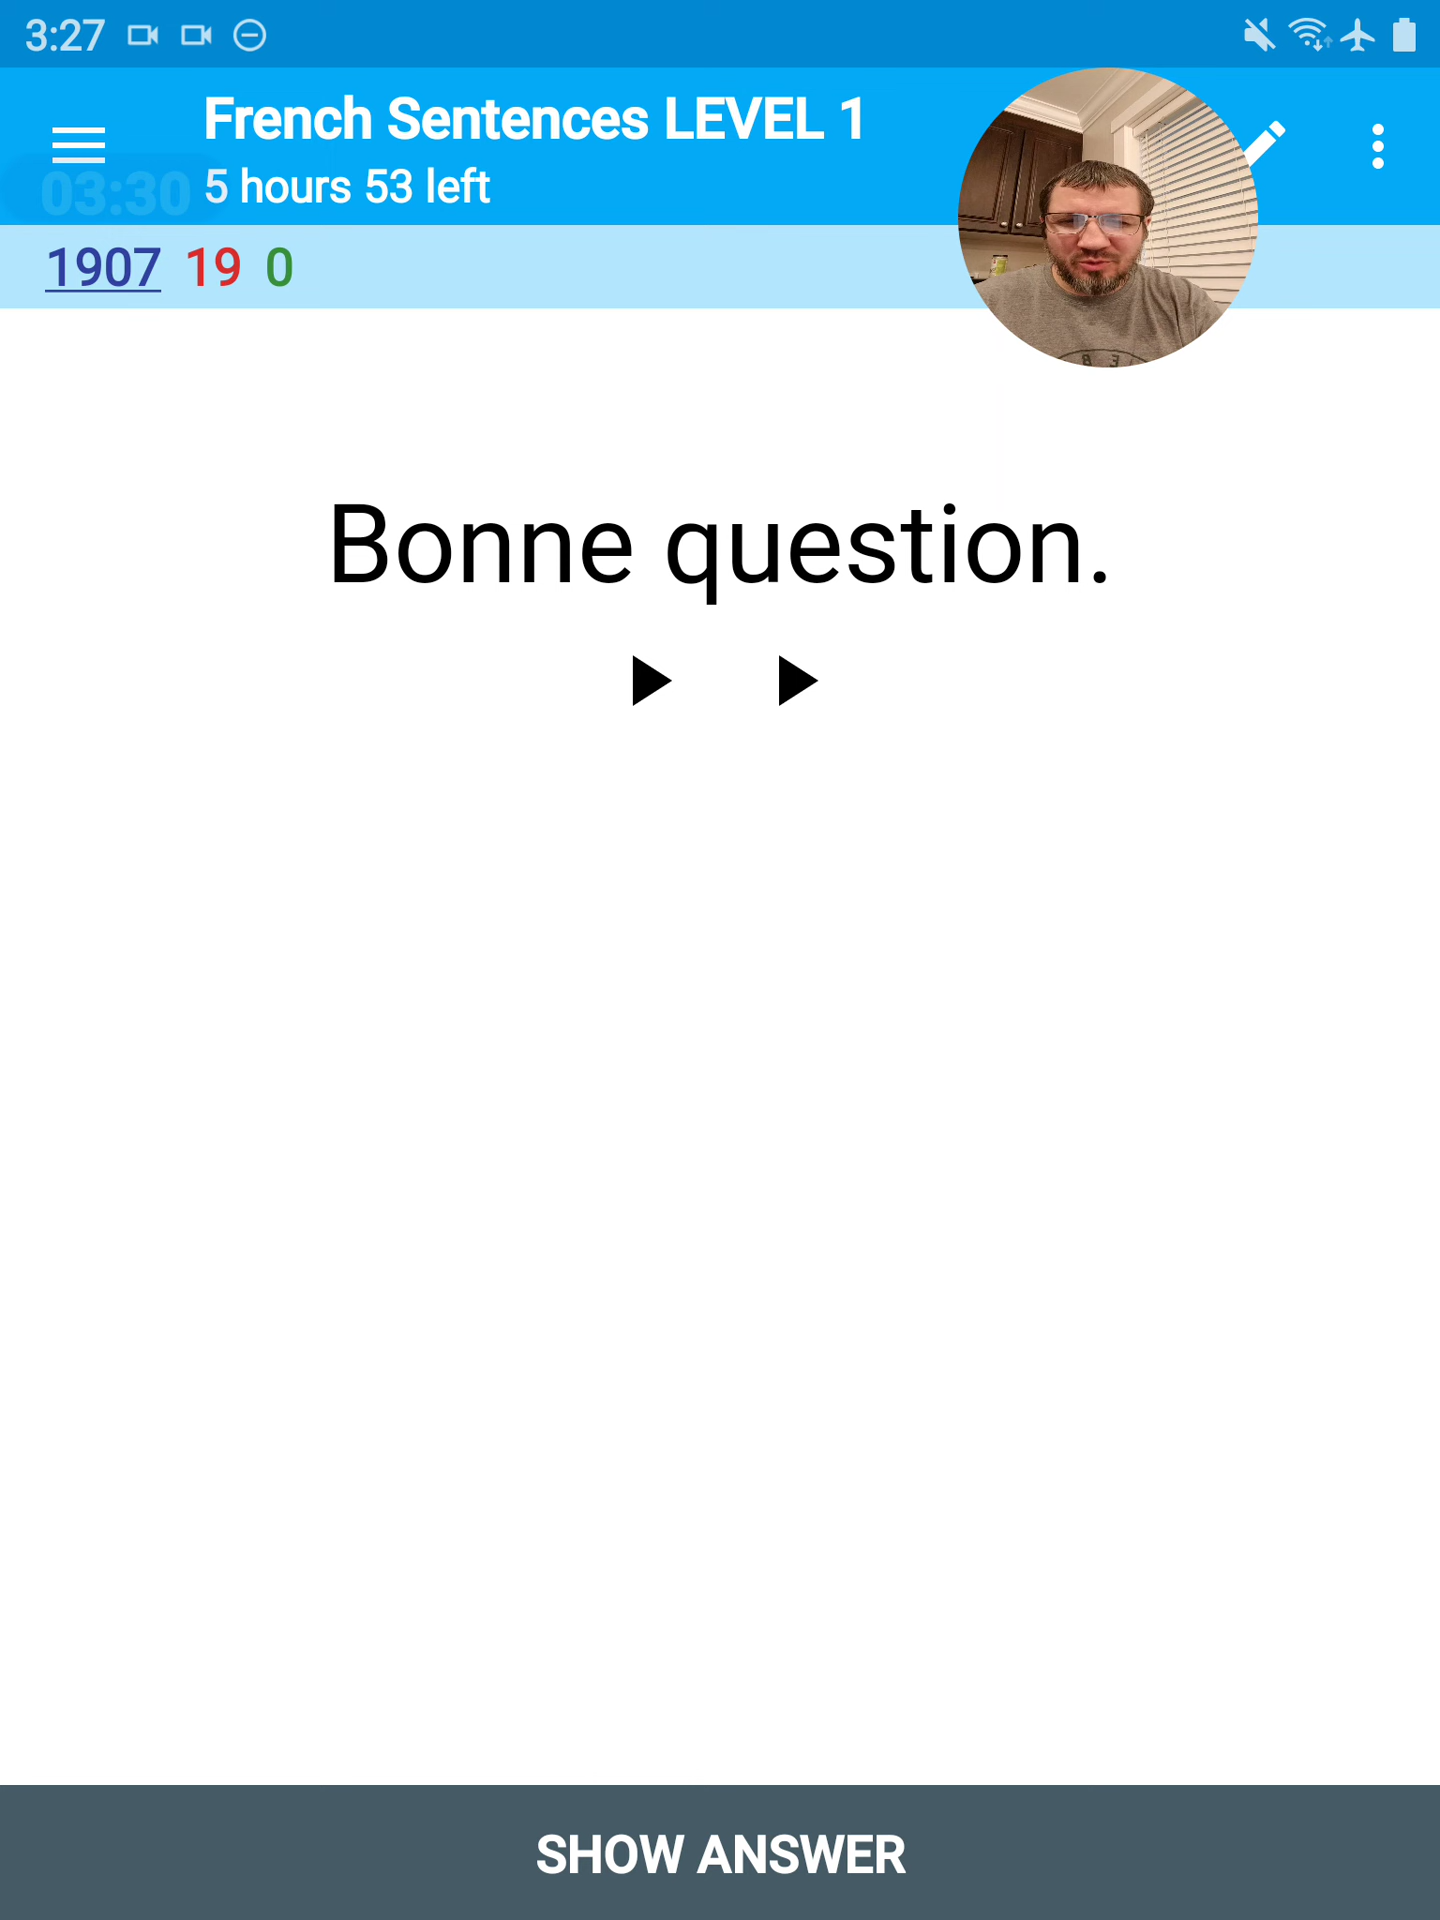 3:27
French Sentences LEVEL 1
03:30 5 hours 53 left
1907 19 0
Bonne question.
SHOW ANSWER